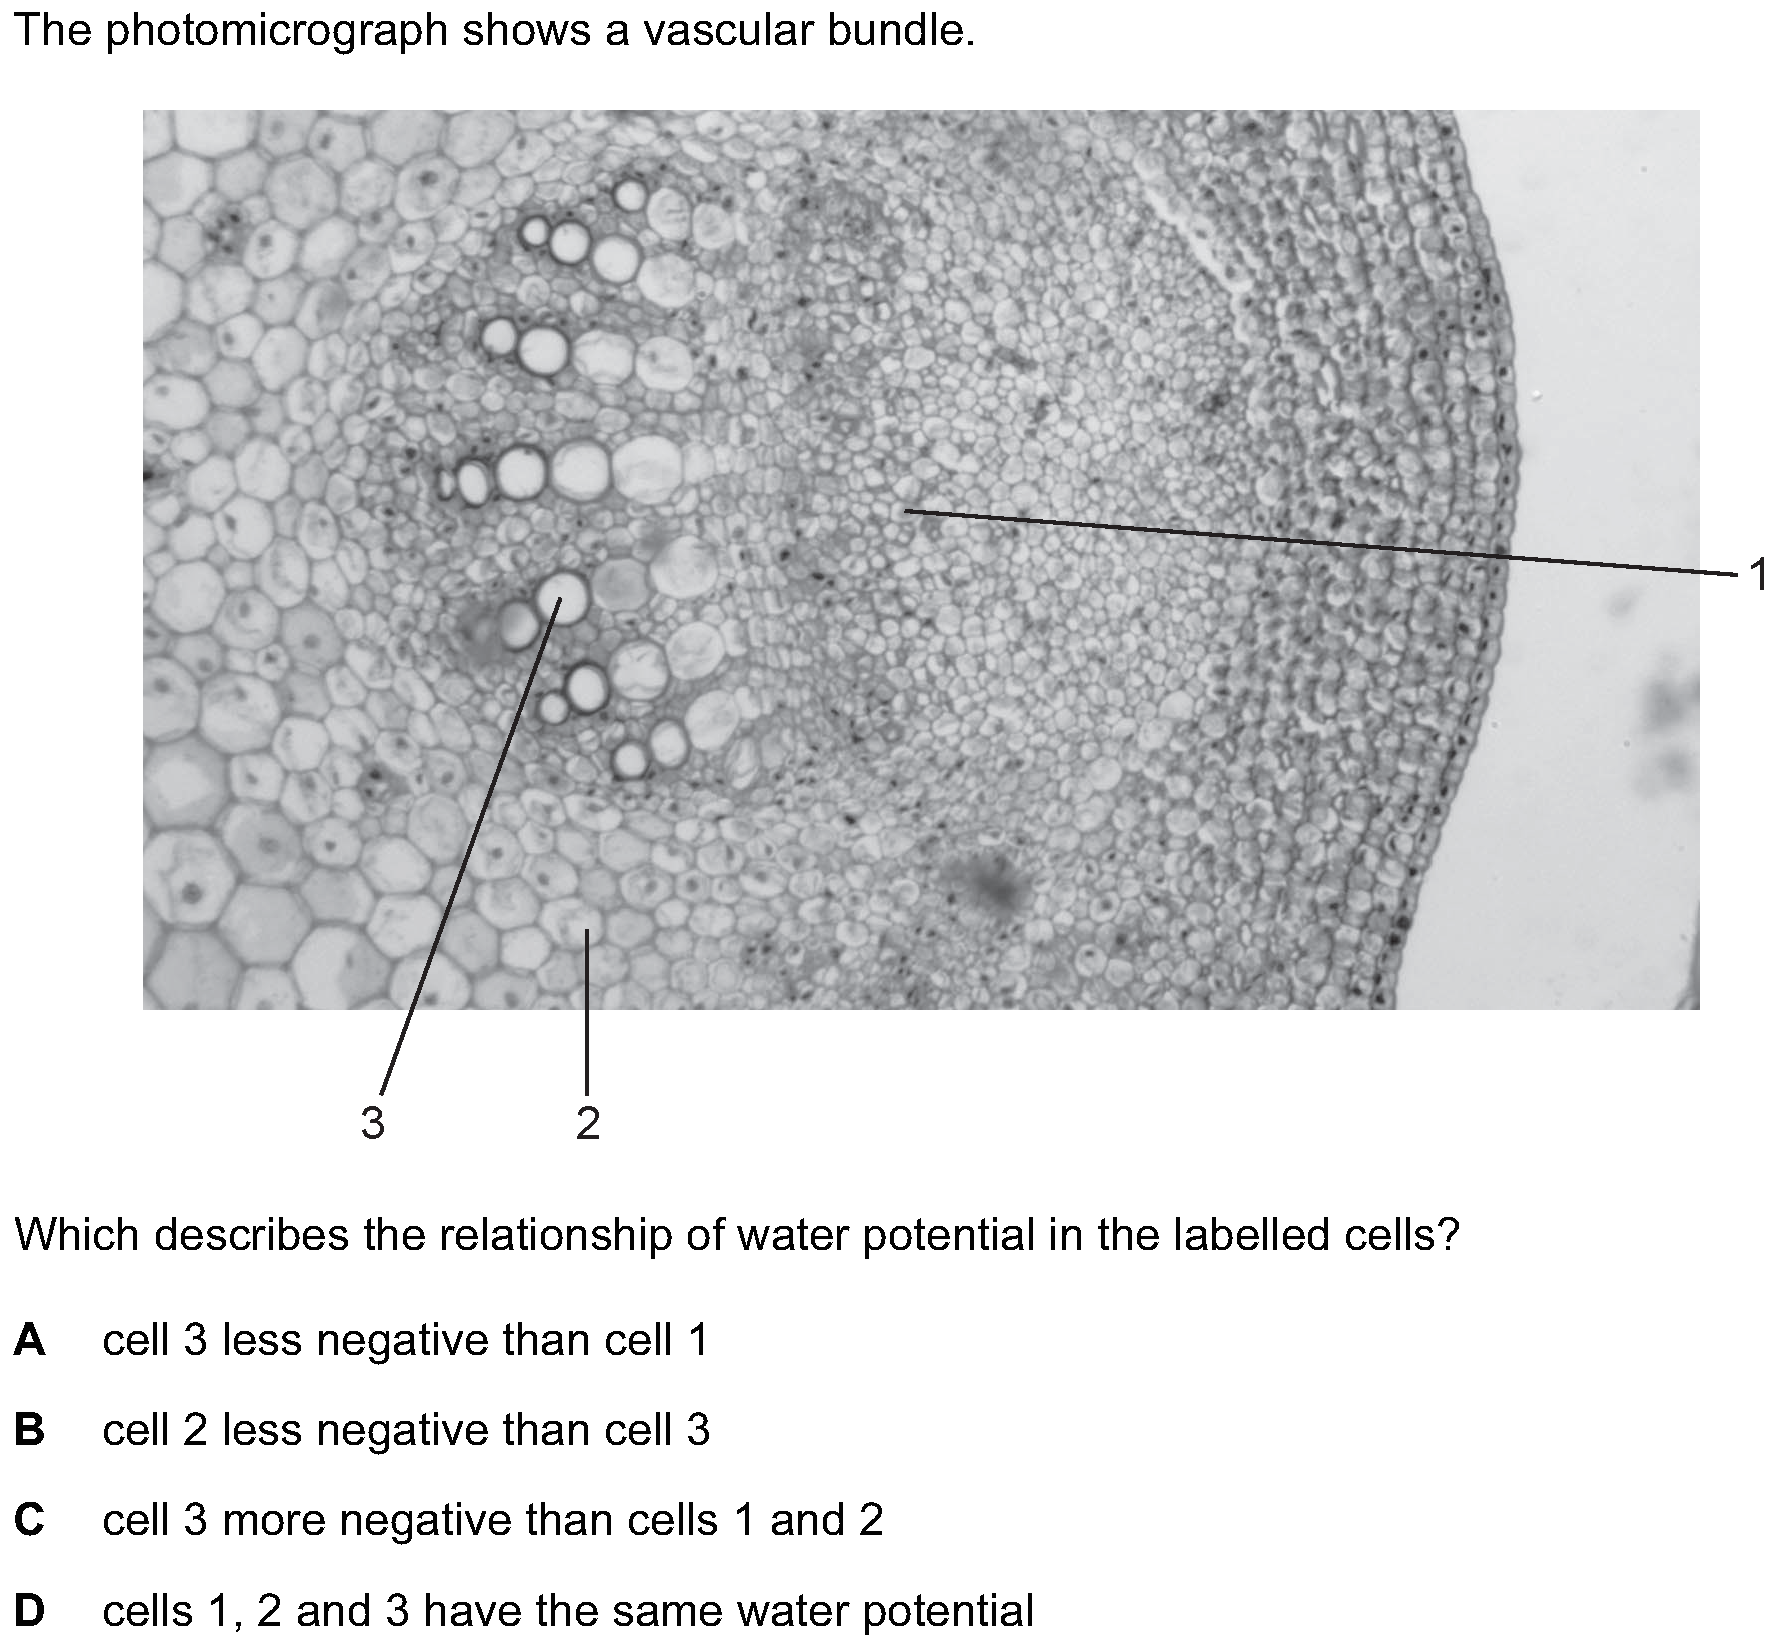 The photomicrograph shows a vascular bundle.
1
3
2
Which describes the relationship of water potential in the labelled cells?
A cell 3 less negative than cell 1
B cell 2 less negative than cell 3
C cell 3 more negative than cells 1 and 2
D cells 1, 2 and 3 have the same water potential